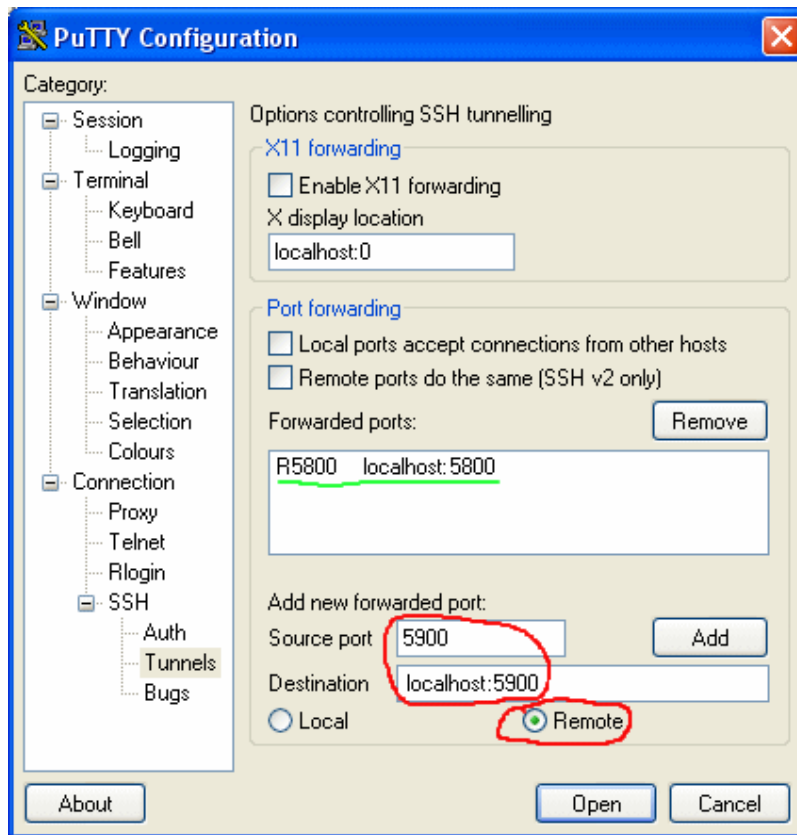 PuTTY Configuration
Category:
Session
Logging
Terminal
Keyboard
Bell
Features
Window
Appearance
Behaviour
Translation
Selection
Colours
Connection
Proxy
Telnet
Rlogin
SSH
Auth
Tunnels
Bugs
Options controlling SSH tunnelling
X11 forwarding
Enable X11 forwarding
X display location
localhost:0
Port forwarding
Local ports accept connections from other hosts
Remote ports do the same (SSH v2 only)
Forwarded ports: Remove
R5800 localhost:5800
Add new forwarded port:
Source port 5900 Add
Destination localhost:5900
Local Remote
About Open Cancel